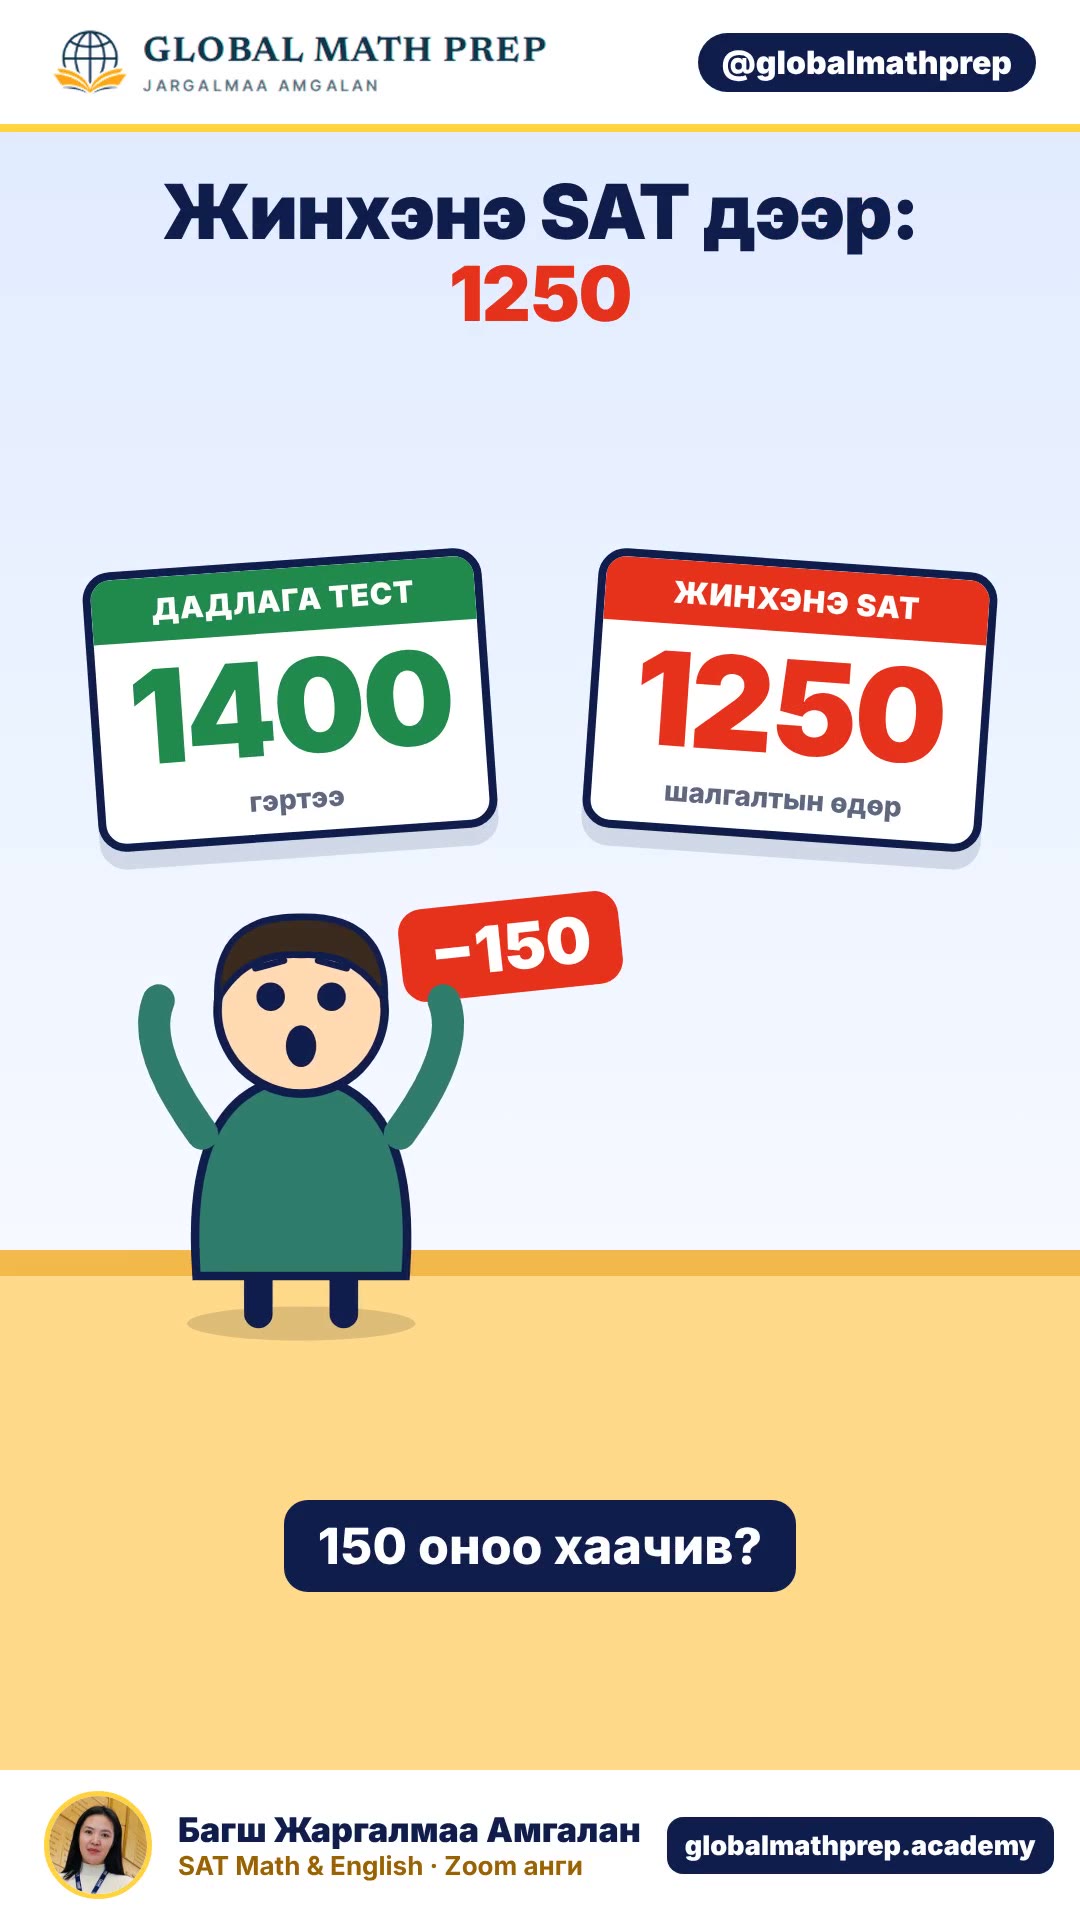 GLOBAL MATH PREP
JARGALMAA AMGALAN
@globalmathprep
Жинхэнэ SAT дээр:
1250
ДАДЛАГА ТЕСТ
1400
гэртээ
ЖИНХЭНЭ SAT
1250
шалгалтын өдөр
−150
150 оноо хаачив?
Багш Жаргалмаа Амгалан
SAT Math & English · Zoom анги
globalmathprep.academy